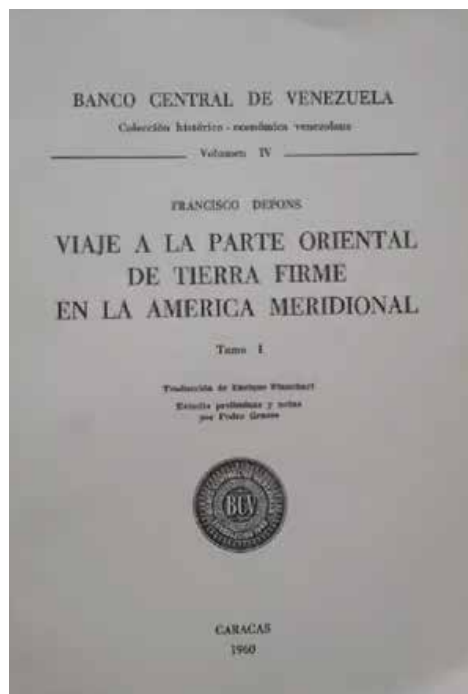 BANCO CENTRAL DE VENEZUELA
Colección histórico-económica venezolana
Volumen IV
FRANCISCO DEPONS
VIAJE A LA PARTE ORIENTAL
DE TIERRA FIRME
EN LA AMERICA MERIDIONAL
Tomo I
Traducción de Enrique Planchart
Estudio preliminar y notas
por Pedro Grases
BCV
CARACAS
1960